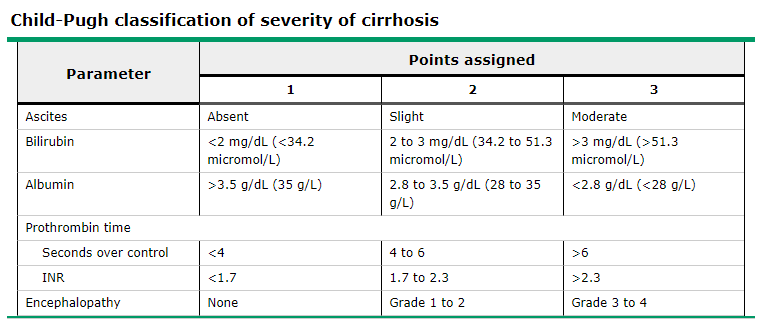 Child-Pugh classification of severity of cirrhosis
Parameter
Points assigned
1 2 3
Ascites Absent Slight Moderate
Bilirubin <2 mg/dL (<34.2 2 to 3 mg/dL (34.2 to 51.3 >3 mg/dL (>51.3
micromol/L) micromol/L) micromol/L)
Albumin >3.5 g/dL (35 g/L) 2.8 to 3.5 g/dL (28 to 35 <2.8 g/dL (<28 g/L)
g/L)
Prothrombin time
Seconds over control <4 4 to 6 >6
INR <1.7 1.7 to 2.3 >2.3
Encephalopathy None Grade 1 to 2 Grade 3 to 4